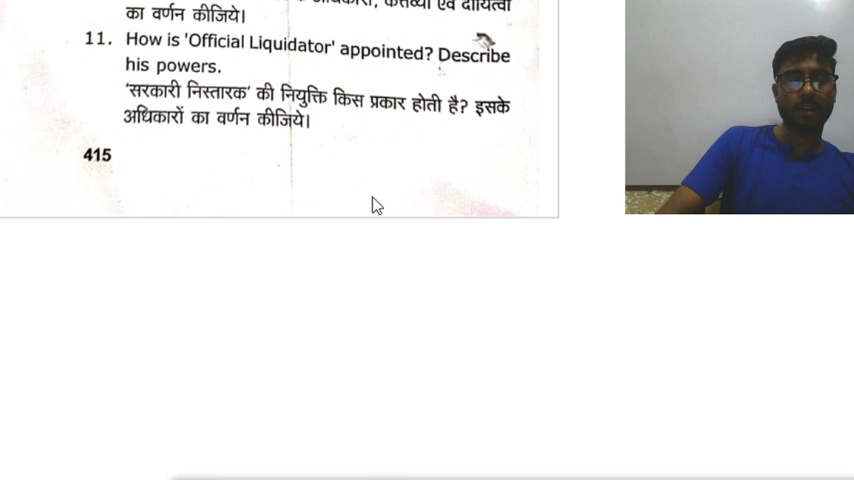 एवं दायित्वों
का वर्णन कीजिये।
11. How is 'Official Liquidator' appointed? Describe
his powers.
'सरकारी निस्तारक' की नियुक्ति किस प्रकार होती है? इसके
अधिकारों का वर्णन कीजिये।
415